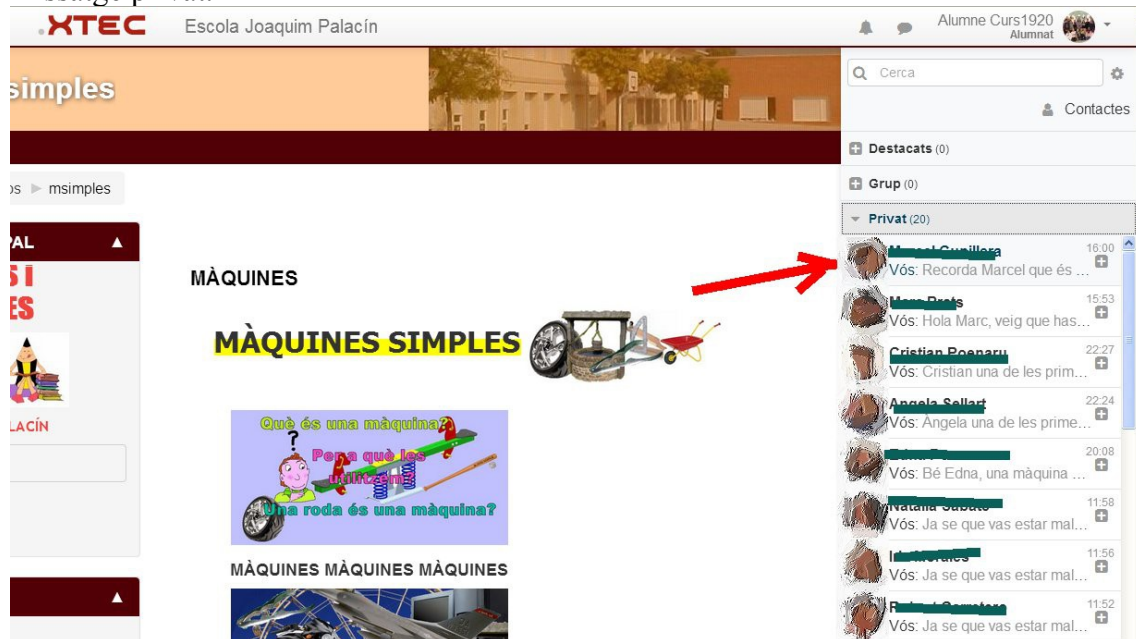 XTEC
Escola Joaquim Palacín
Alumne Curs1920
Alumnat
simples
Cerca
Contactes
Destacats (0)
Grup (0)
Privat (20)
msimples
MÀQUINES
MÀQUINES SIMPLES
Què és una màquina?
?
Per a què les
utilitzem?
Una roda és una màquina?
MÀQUINES MÀQUINES MÀQUINES
16:00
Vós: Recorda Marcel que és ...
15:53
Vós: Hola Marc, veig que has...
22:27
Vós: Cristian una de les prim...
22:24
Vós: Àngela una de les prime...
20:08
Vós: Bé Edna, una màquina ...
11:58
Vós: Ja se que vas estar mal...
11:56
Vós: Ja se que vas estar mal...
11:52
Vós: Ja se que vas estar mal...